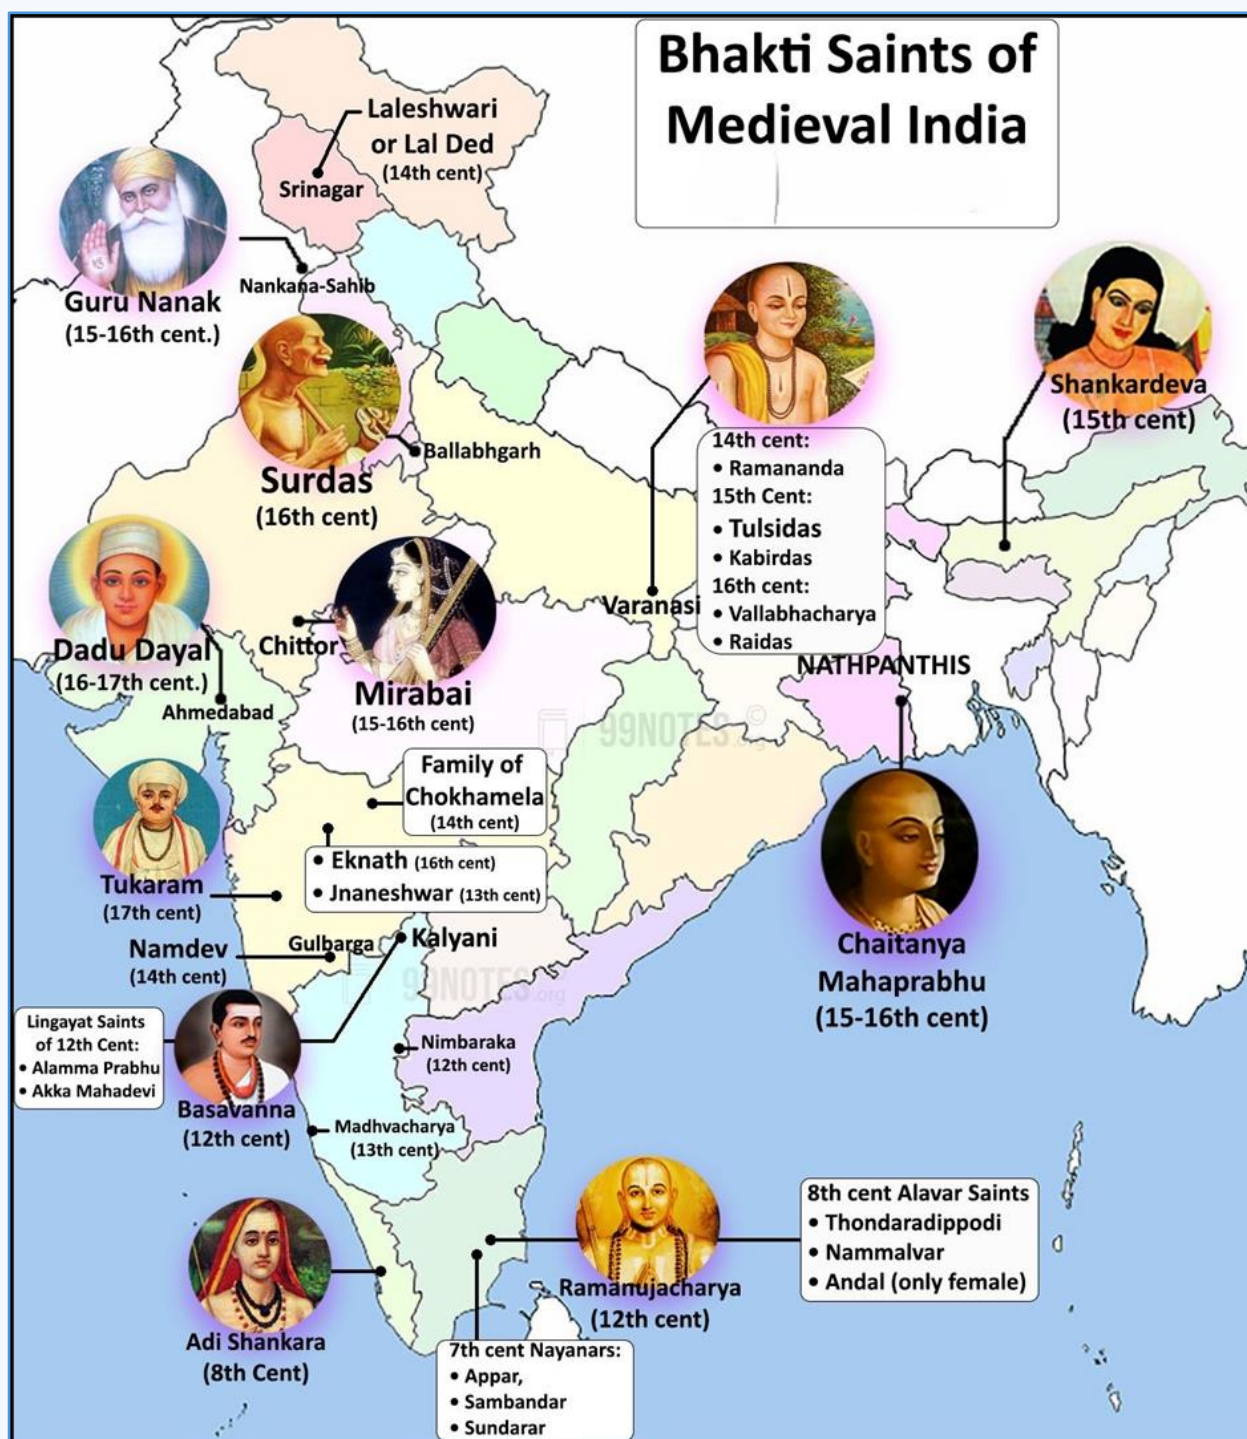 Bhakti Saints of
Medieval India
Laleshwari
or Lal Ded
(14th cent)
Srinagar
Guru Nanak
(15-16th cent.)
Nankana-Sahib
Surdas
(16th cent)
Ballabhgarh
Shankardeva
(15th cent)
14th cent:
• Ramananda
15th Cent:
• Tulsidas
• Kabirdas
16th cent:
• Vallabhacharya
• Raidas
Varanasi
NATHPANTHIS
Dadu Dayal
(16-17th cent.)
Ahmedabad
Chittor
Mirabai
(15-16th cent)
99NOTES.org
©
Family of
Chokhamela
(14th cent)
• Eknath (16th cent)
• Jnaneshwar (13th cent)
Tukaram
(17th cent)
Namdev
(14th cent)
Gulbarga
Kalyani
99NOTES.org
Chaitanya
Mahaprabhu
(15-16th cent)
Lingayat Saints
of 12th Cent:
• Alamma Prabhu
• Akka Mahadevi
Basavanna
(12th cent)
Nimbaraka
(12th cent)
Madhvacharya
(13th cent)
Adi Shankara
(8th Cent)
Ramanujacharya
(12th cent)
8th cent Alavar Saints
• Thondaradippodi
• Nammalvar
• Andal (only female)
7th cent Nayanars:
• Appar,
• Sambandar
• Sundarar